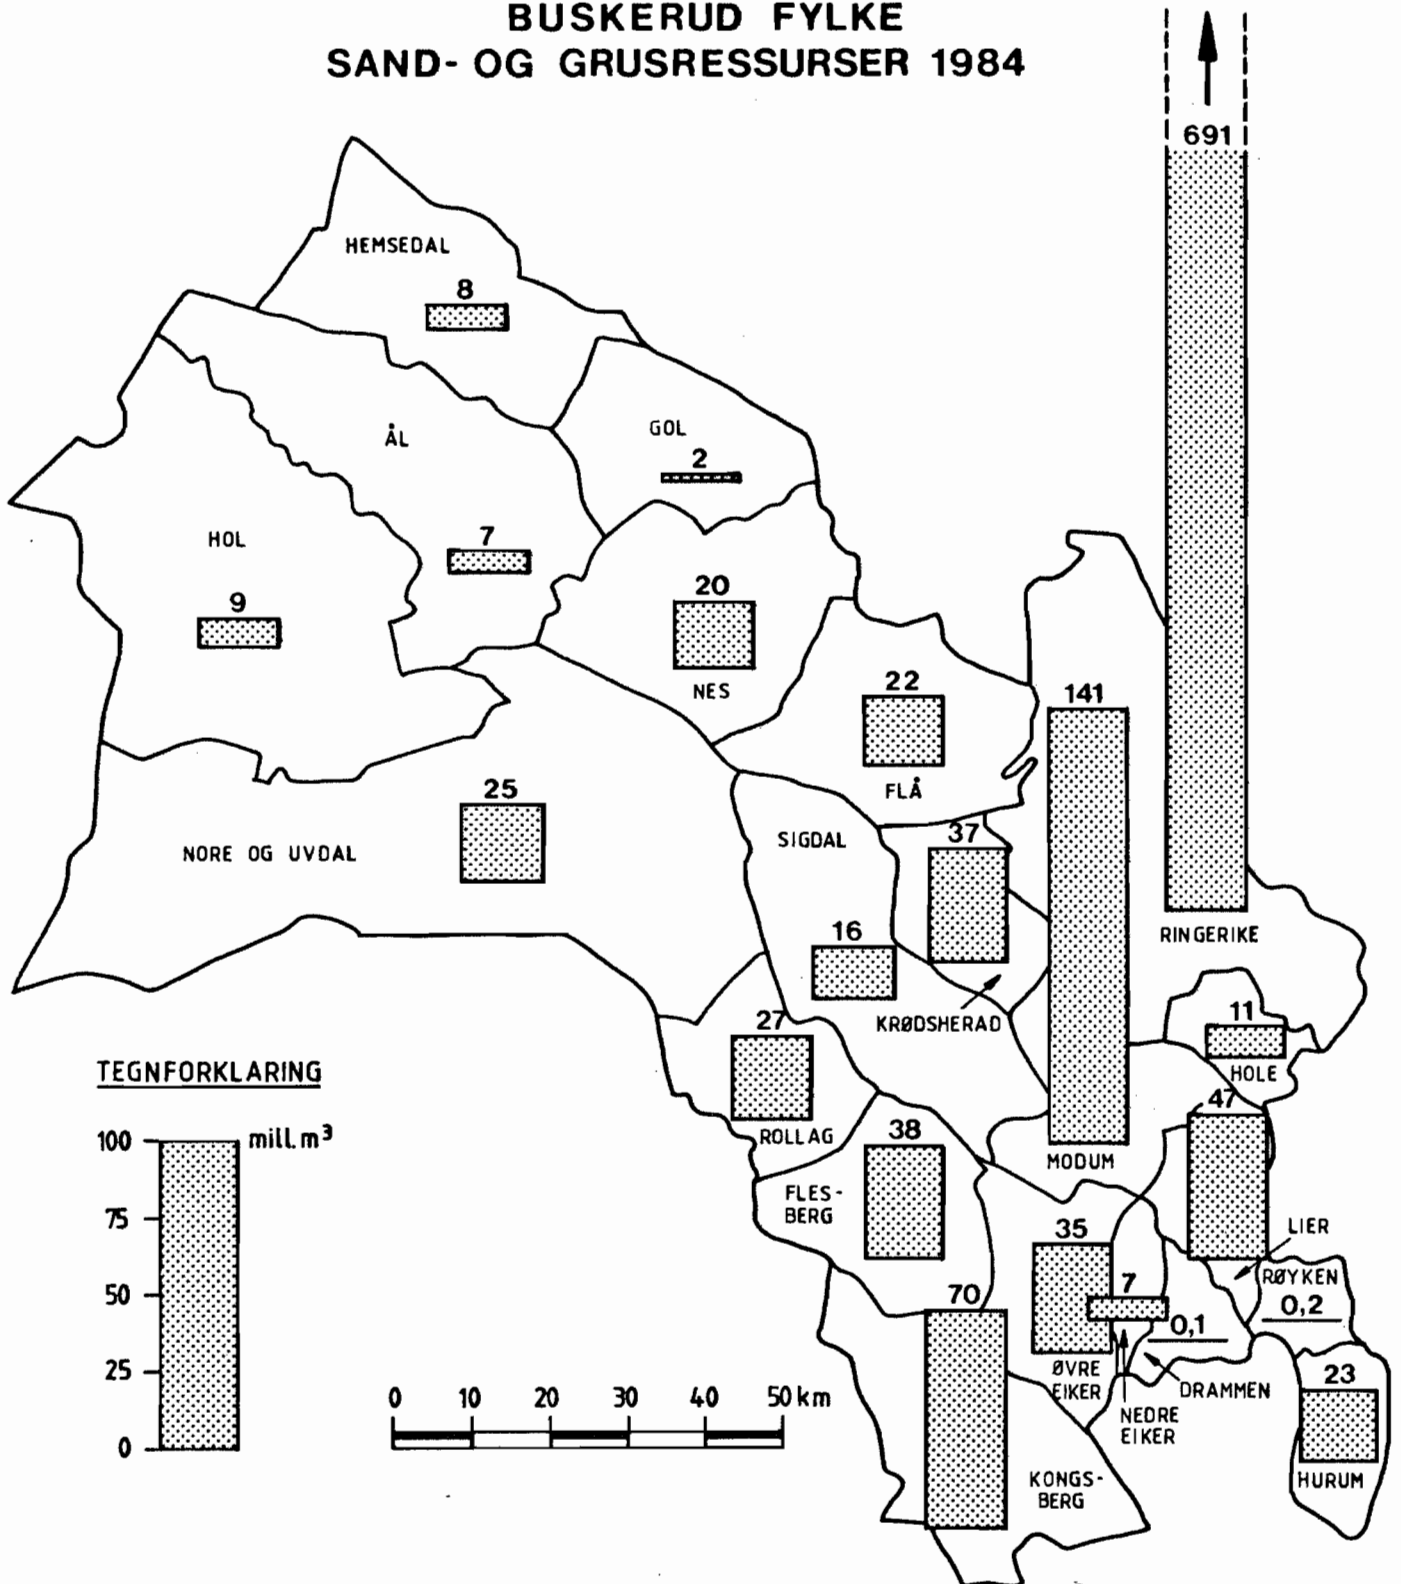 BUSKERUD FYLKE
SAND- OG GRUSRESSURSER 1984
691
HEMSEDAL
8
ÅL
7
GOL
2
HOL
9
20
NES
22
FLÅ
141
25
NORE OG UVDAL
SIGDAL
16
37
KRØDSHERAD
RINGERIKE
11
HOLE
27
ROLLAG
38
FLES-
BERG
MODUM
47
LIER
RØYKEN
0,2
35
ØVRE
EIKER
7
NEDRE
EIKER
0,1
DRAMMEN
23
HURUM
70
KONGS-
BERG
TEGNFORKLARING
100 mill. m³
75
50
25
0
0 10 20 30 40 50 km